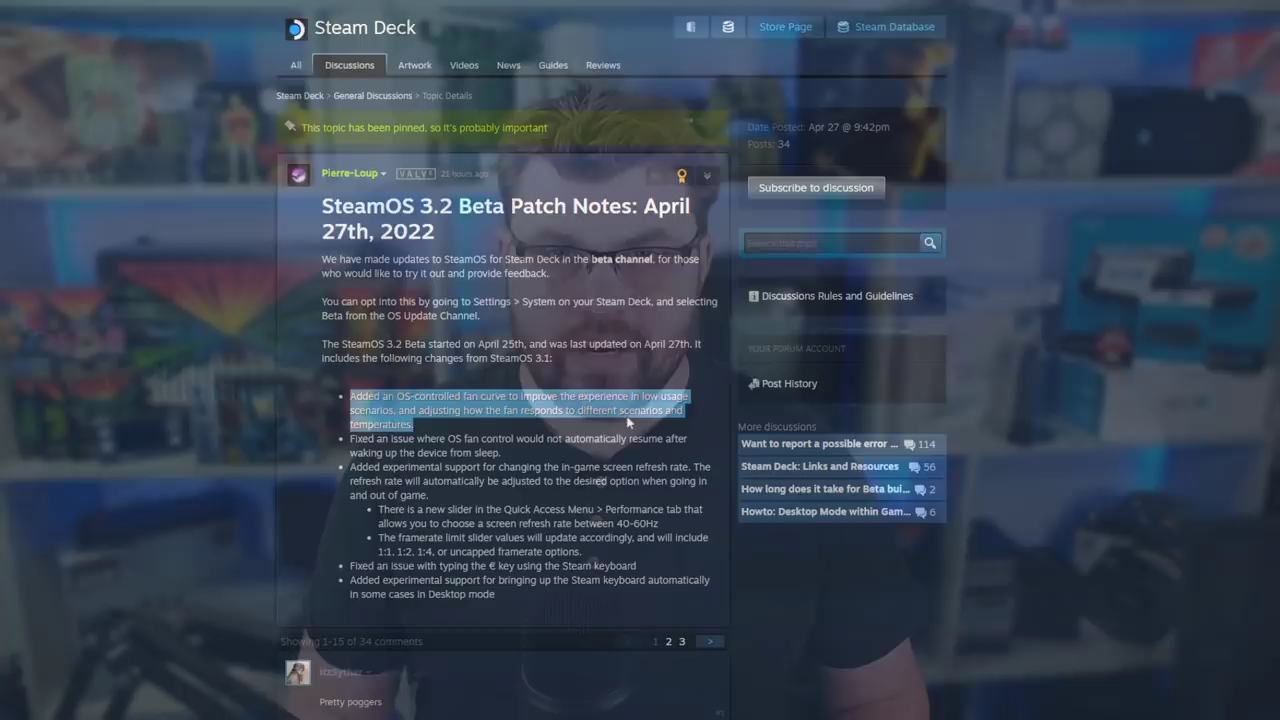 Steam Deck
Store Page
Steam Database
All
Discussions
Artwork
Videos
News
Guides
Reviews
Steam Deck > General Discussions > Topic Details
This topic has been pinned, so it's probably important
Date Posted: Apr 27 @ 9:42pm
Posts: 34
Pierre-Loup
VALVE
21 hours ago
Subscribe to discussion
SteamOS 3.2 Beta Patch Notes: April
27th, 2022
We have made updates to SteamOS for Steam Deck in the beta channel, for those
who would like to try it out and provide feedback.
You can opt into this by going to Settings > System on your Steam Deck, and selecting
Beta from the OS Update Channel.
The SteamOS 3.2 Beta started on April 25th, and was last updated on April 27th. It
includes the following changes from SteamOS 3.1:
Added an OS-controlled fan curve to improve the experience in low usage
scenarios, and adjusting how the fan responds to different scenarios and
temperatures.
Fixed an issue where OS fan control would not automatically resume after
waking up the device from sleep.
Added experimental support for changing the in-game screen refresh rate. The
refresh rate will automatically be adjusted to the desired option when going in
and out of game.
There is a new slider in the Quick Access Menu > Performance tab that
allows you to choose a screen refresh rate between 40-60Hz
The framerate limit slider values will update accordingly, and will include
1:1, 1:2, 1:4, or uncapped framerate options.
Fixed an issue with typing the € key using the Steam keyboard
Added experimental support for bringing up the Steam keyboard automatically
in some cases in Desktop mode
Discussions Rules and Guidelines
YOUR FORUM ACCOUNT
Post History
More discussions
Want to report a possible error ... 114
Steam Deck: Links and Resources 56
How long does it take for Beta bui... 2
Howto: Desktop Mode within Gam... 6
Showing 1-15 of 34 comments
1 2 3 >
Pretty poggers